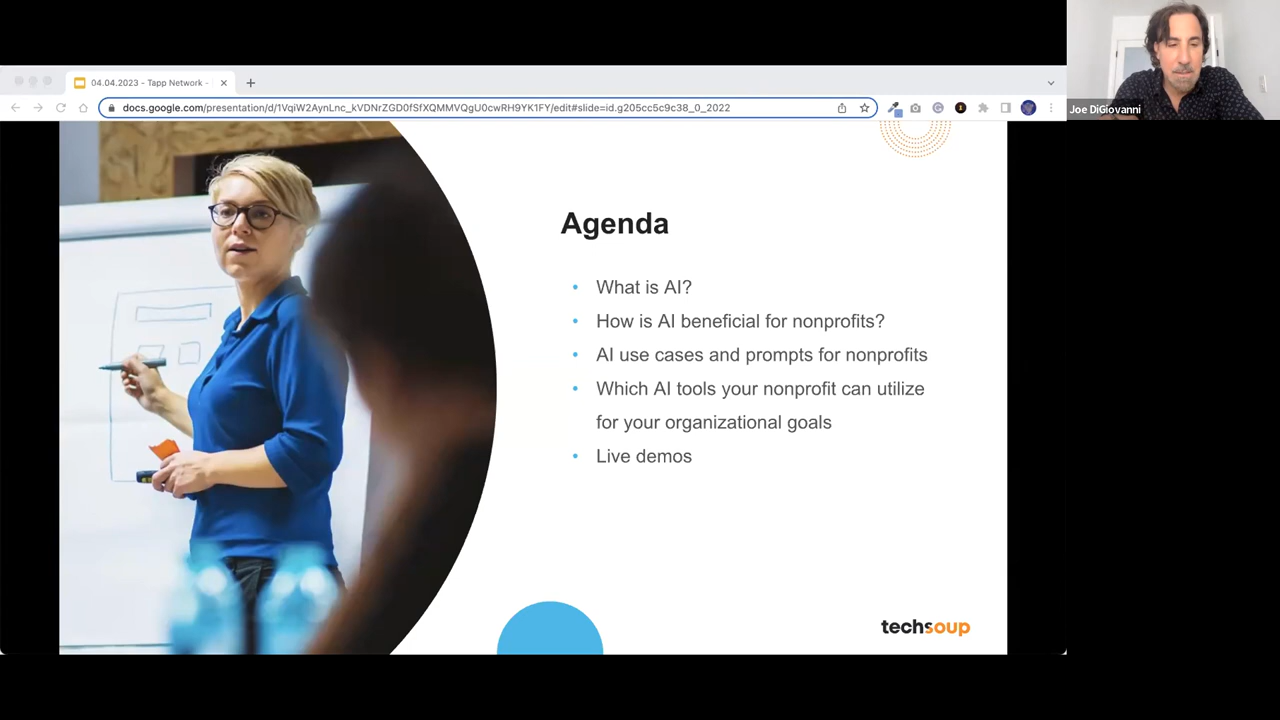 04.04.2023 - Tapp Network -
docs.google.com/presentation/d/1VqiW2AynLnc_kVDNrZGD0fSfXQMMVQgU0cwRH9YK1FY/edit#slide=id.g205cc5c9c38_0_2022
Joe DiGiovanni
Agenda
• What is AI?
• How is AI beneficial for nonprofits?
• AI use cases and prompts for nonprofits
• Which AI tools your nonprofit can utilize
for your organizational goals
• Live demos
techsoup